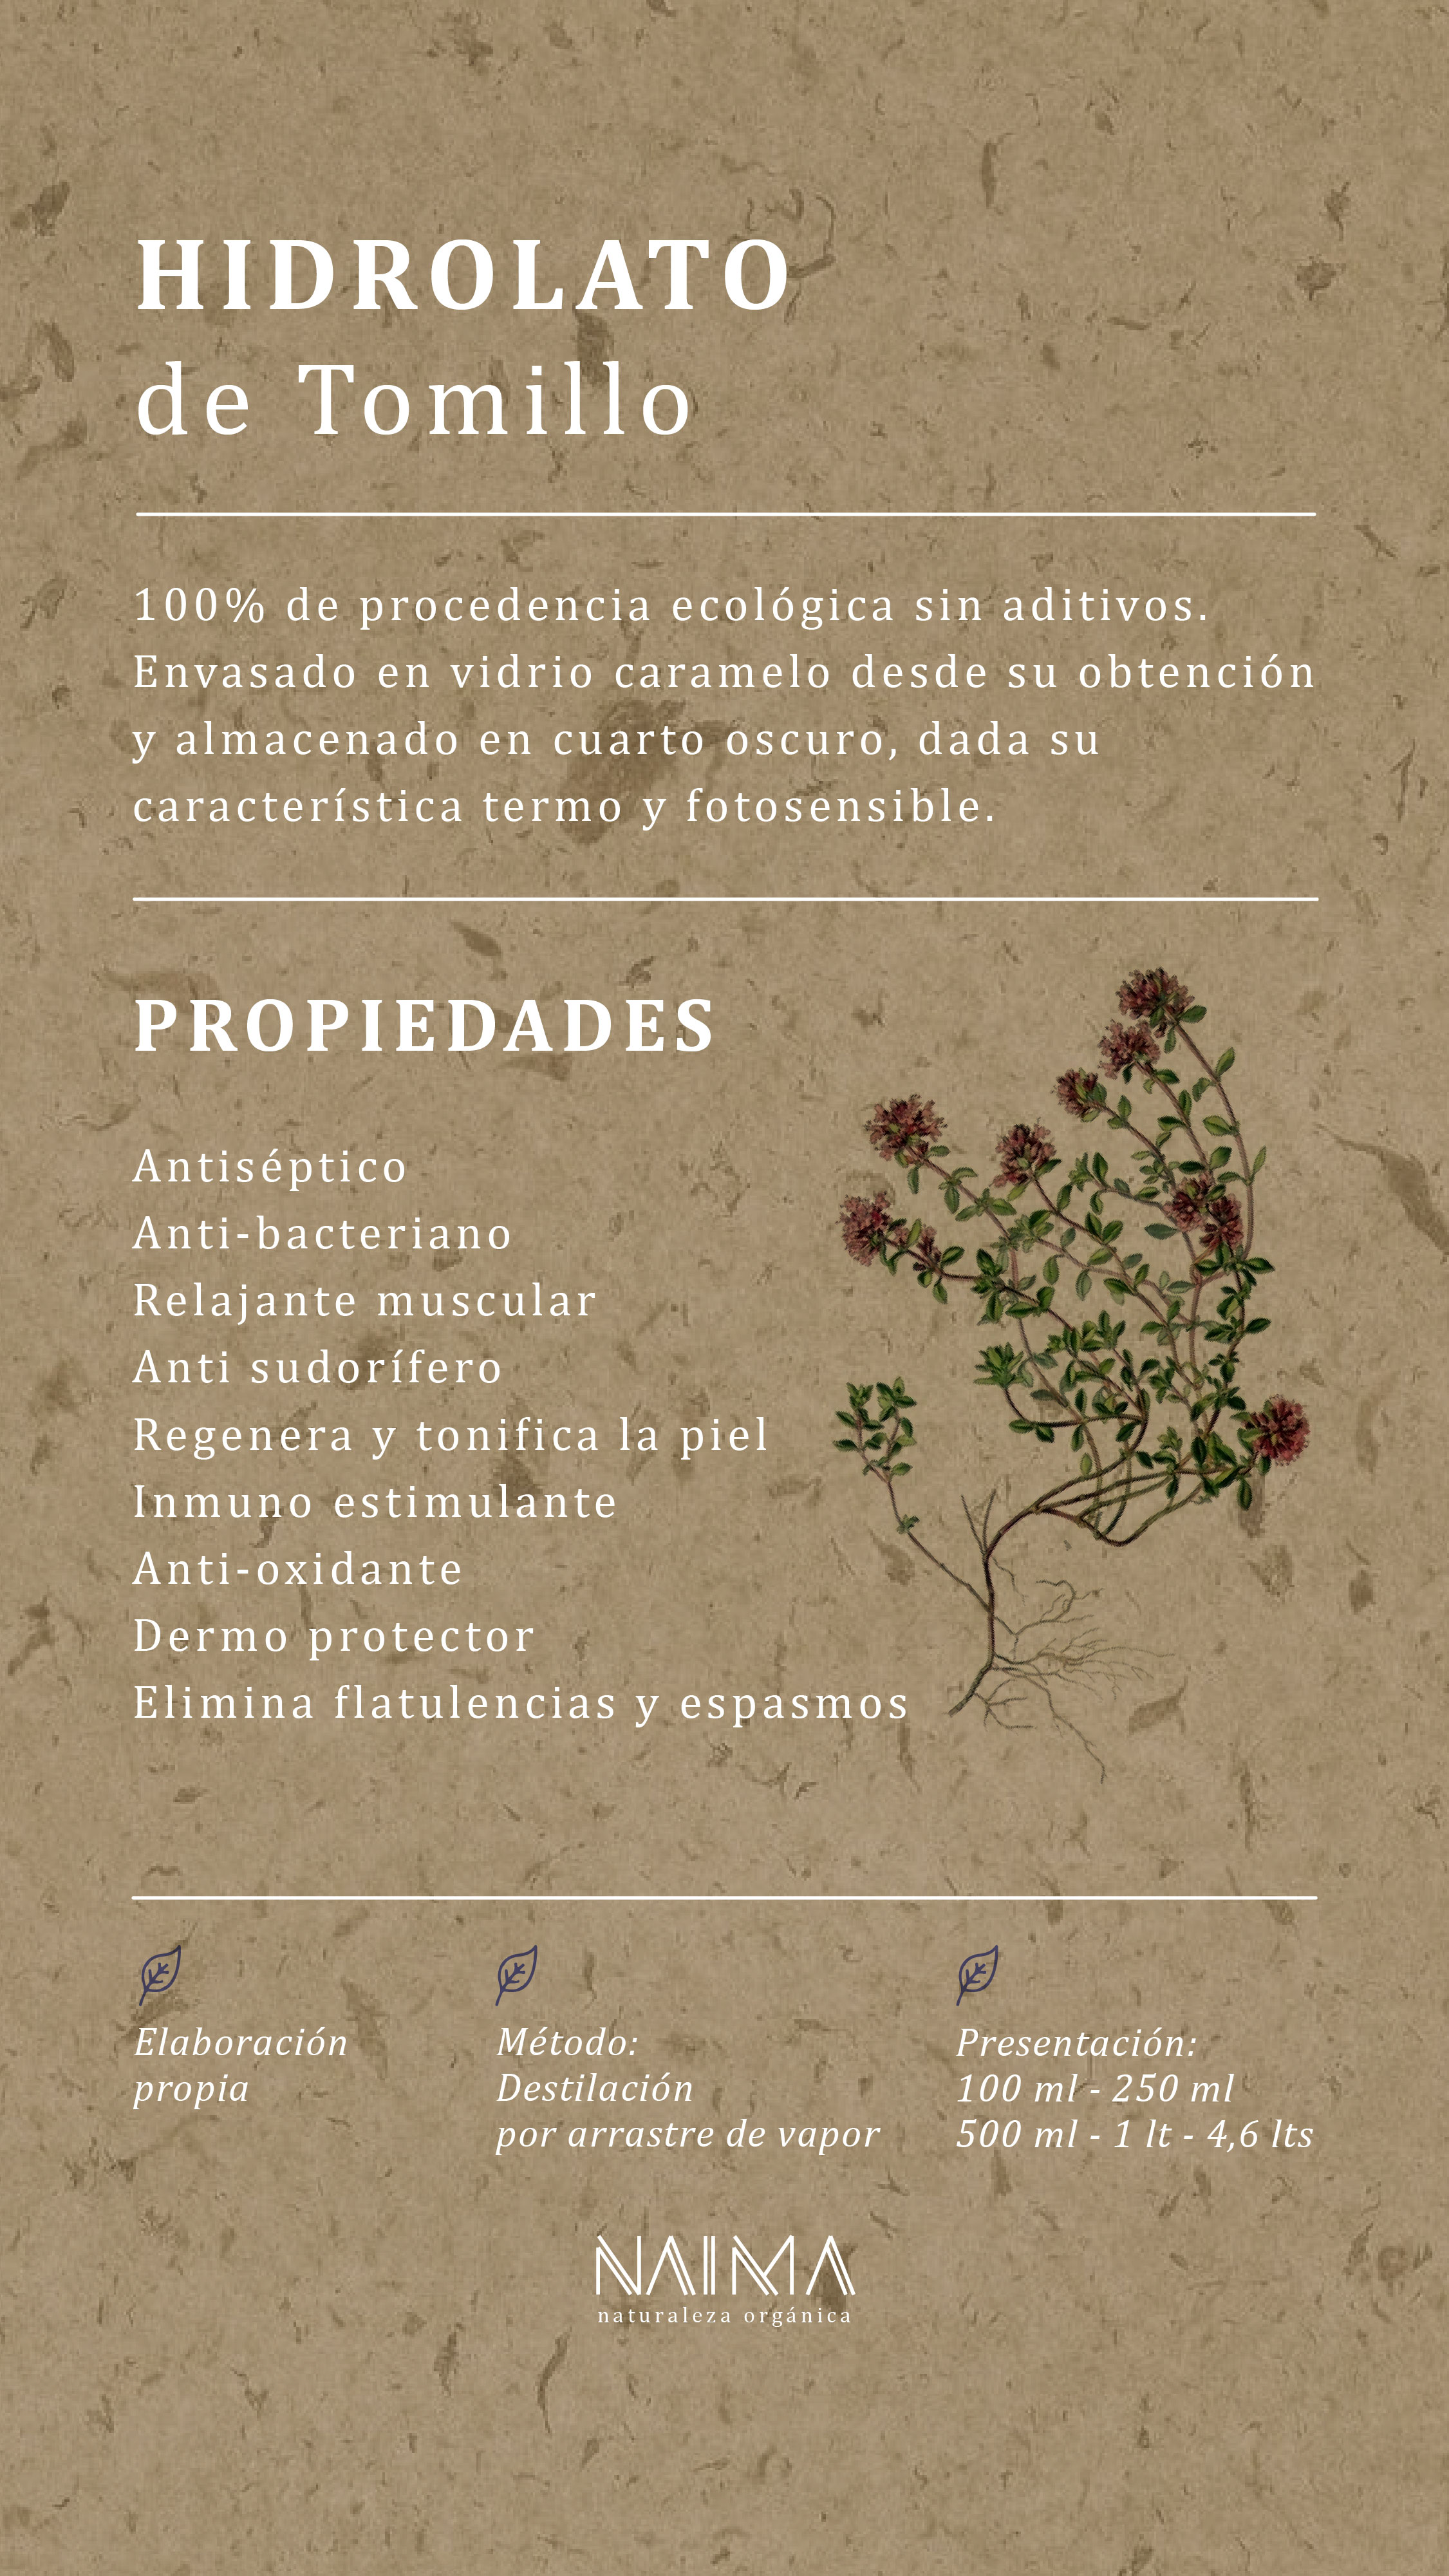 HIDROLATO
de Tomillo
100% de procedencia ecológica sin aditivos.
Envasado en vidrio caramelo desde su obtención
y almacenado en cuarto oscuro, dada su
característica termo y fotosensible.
PROPIEDADES
Antiséptico
Anti-bacteriano
Relajante muscular
Anti sudorífero
Regenera y tonifica la piel
Inmuno estimulante
Anti-oxidante
Dermo protector
Elimina flatulencias y espasmos
Elaboración
propia
Método:
Destilación
por arrastre de vapor
Presentación:
100 ml - 250 ml
500 ml - 1 lt - 4,6 lts
NAIMA
naturaleza orgánica